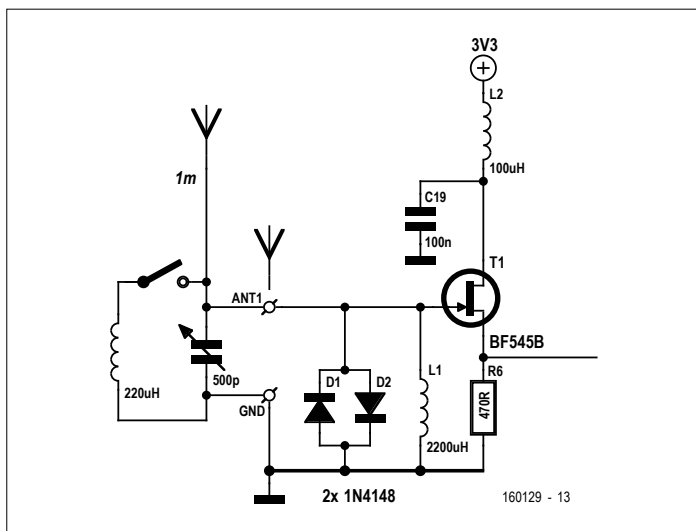 3V3
L2
100uH
1m
C19
100n
T1
ANT1
BF545B
500p
220uH
GND
D1
D2
L1
2200uH
R6
470R
2x 1N4148
160129 - 13